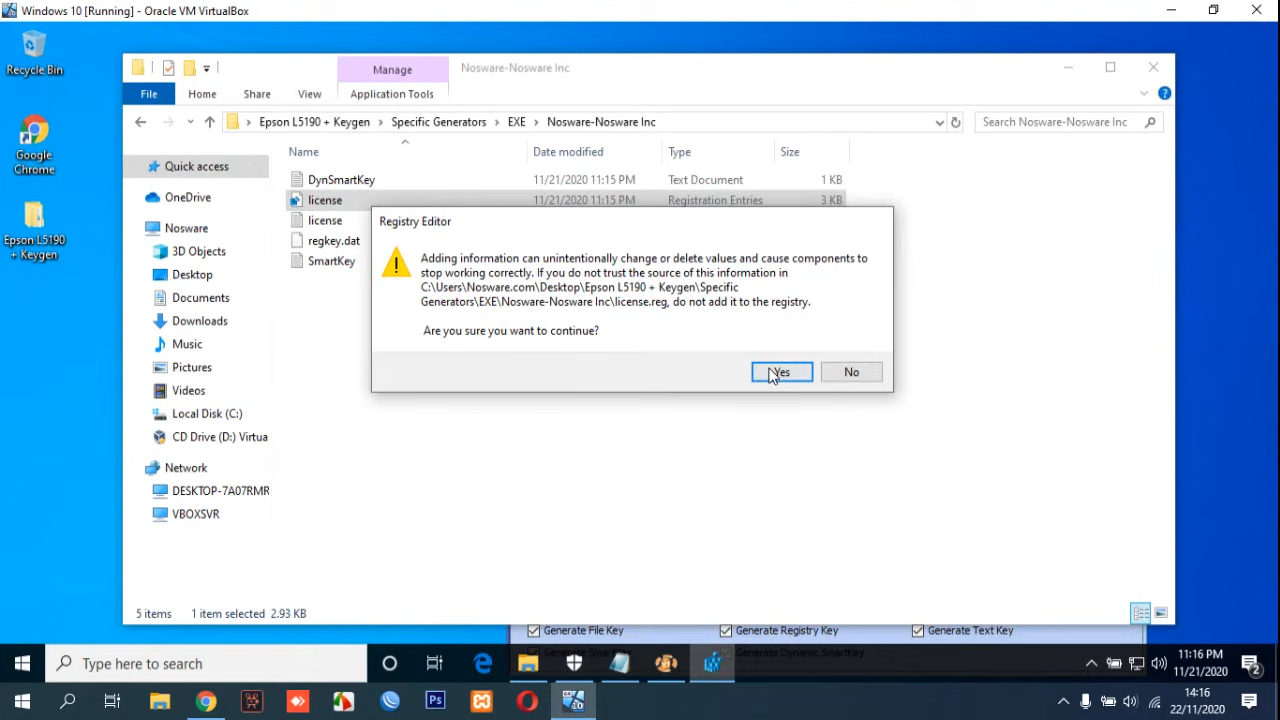 Windows 10 [Running] - Oracle VM VirtualBox
Recycle Bin
Google
Chrome
Epson L5190
+ Keygen
Manage
Nosware-Nosware Inc
File
Home
Share
View
Application Tools
Epson L5190 + Keygen
Specific Generators
EXE
Nosware-Nosware Inc
Search Nosware-Nosware Inc
Name
Date modified
Type
Size
Quick access
OneDrive
Nosware
3D Objects
Desktop
Documents
Downloads
Music
Pictures
Videos
Local Disk (C:)
CD Drive (D:) Virtua
Network
DESKTOP-7A07RMR
VBOXSVR
DynSmartKey 11/21/2020 11:15 PM Text Document 1 KB
license 11/21/2020 11:15 PM Registration Entries 3 KB
license
regkey.dat
SmartKey
Registry Editor
Adding information can unintentionally change or delete values and cause components to
stop working correctly. If you do not trust the source of this information in
C:\Users\Nosware.com\Desktop\Epson L5190 + Keygen\Specific
Generators\EXE\Nosware-Nosware Inc\license.reg, do not add it to the registry.
Are you sure you want to continue?
Yes
No
5 items
1 item selected 2.93 KB
Generate File Key
Generate Registry Key
Generate Text Key
Generate SmartKey
Generate Dynamic SmartKey
Type here to search
11:16 PM
11/21/2020
2
Ps
14:16
22/11/2020